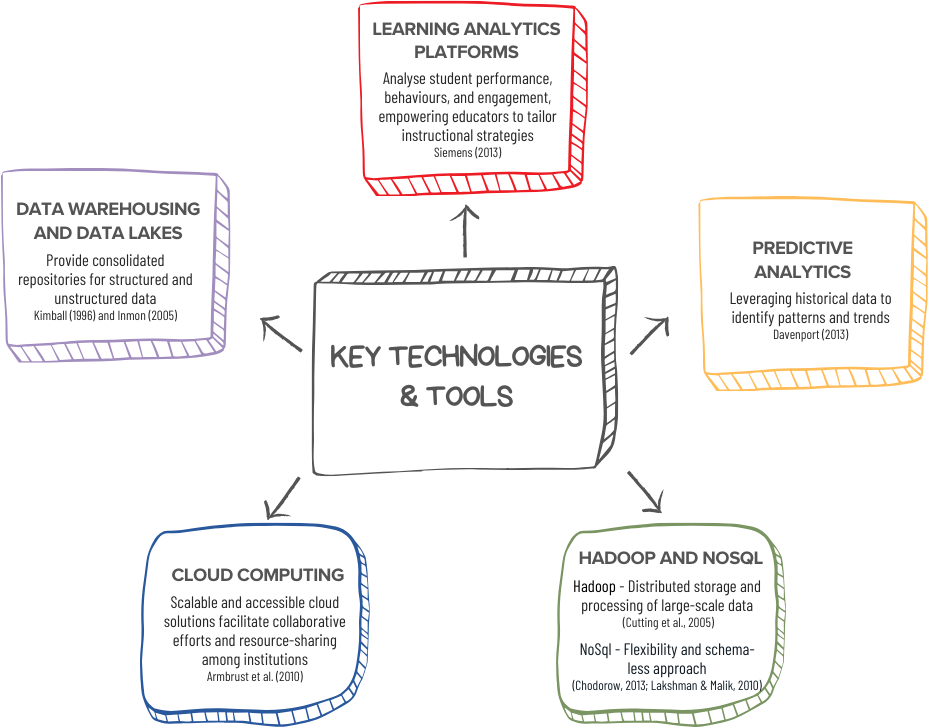 LEARNING ANALYTICS
PLATFORMS
Analyse student performance,
behaviours, and engagement,
empowering educators to tailor
instructional strategies
Siemens (2013)
DATA WAREHOUSING
AND DATA LAKES
Provide consolidated
repositories for structured and
unstructured data
Kimball (1996) and Inmon (2005)
PREDICTIVE
ANALYTICS
Leveraging historical data to
identify patterns and trends
Davenport (2013)
KEY TECHNOLOGIES
& TOOLS
CLOUD COMPUTING
Scalable and accessible cloud
solutions facilitate collaborative
efforts and resource-sharing
among institutions
Armbrust et al. (2010)
HADOOP AND NOSQL
Hadoop - Distributed storage and
processing of large-scale data
(Cutting et al., 2005)
NoSql - Flexibility and schema-
less approach
(Chodorow, 2013; Lakshman & Malik, 2010)